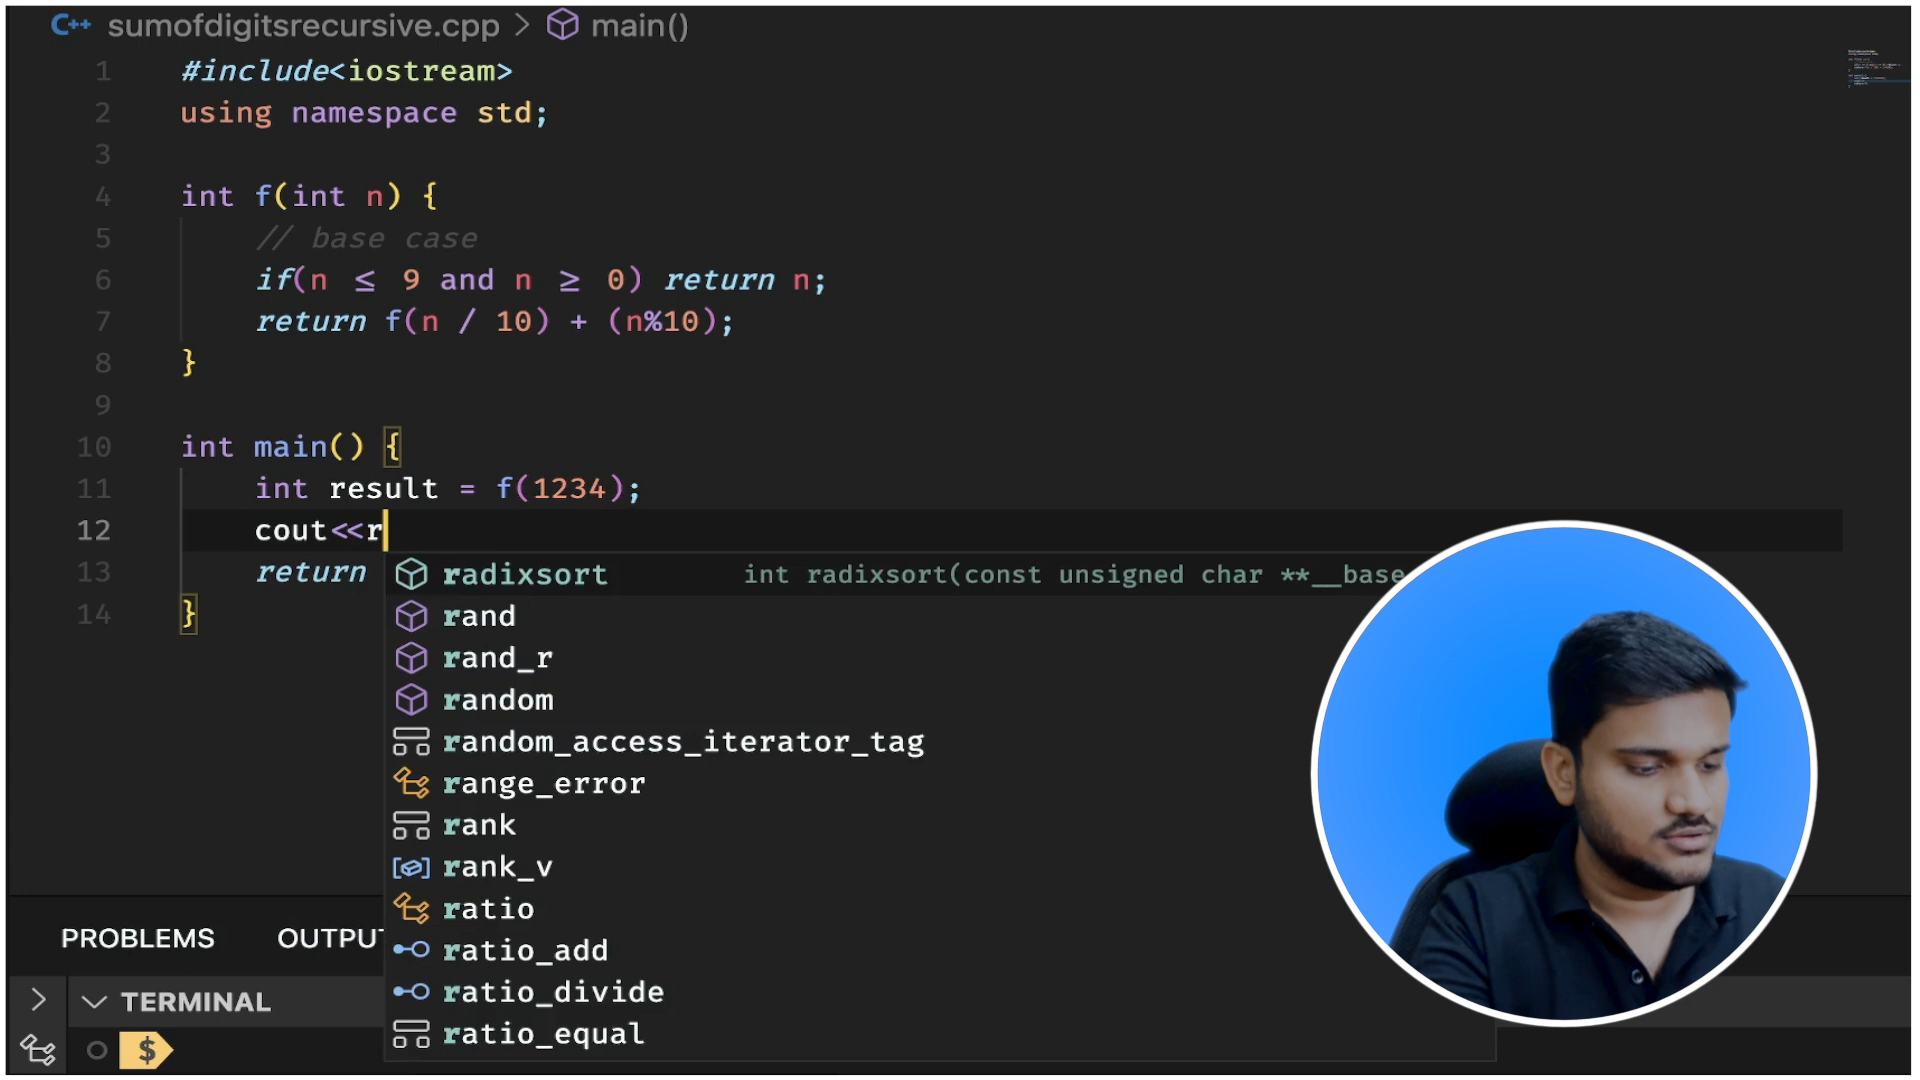 C++ sumofdigitsrecursive.cpp > main()
1 #include<iostream>
2 using namespace std;
3
4 int f(int n) {
5 // base case
6 if(n ≤ 9 and n ≥ 0) return n;
7 return f(n / 10) + (n%10);
8 }
9
10 int main() {
11 int result = f(1234);
12 cout<<r
13 return
14 }
radixsort int radixsort(const unsigned char **__base
rand
rand_r
random
random_access_iterator_tag
range_error
rank
rank_v
ratio
ratio_add
ratio_divide
ratio_equal
PROBLEMS OUTPUT
TERMINAL
$